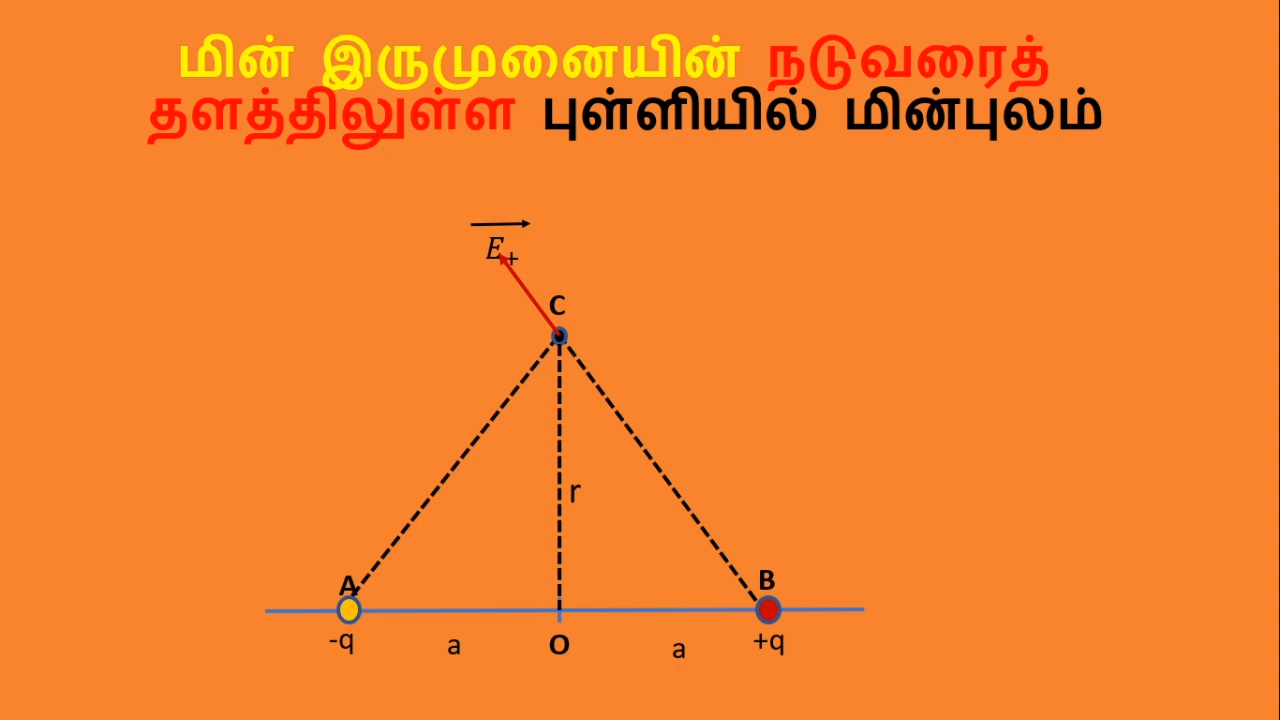 மின் இருமுனையின் நடுவரைத்
தளத்திலுள்ள புள்ளியில் மின்புலம்
E₊
C
r
A
B
-q
a
O
a
+q